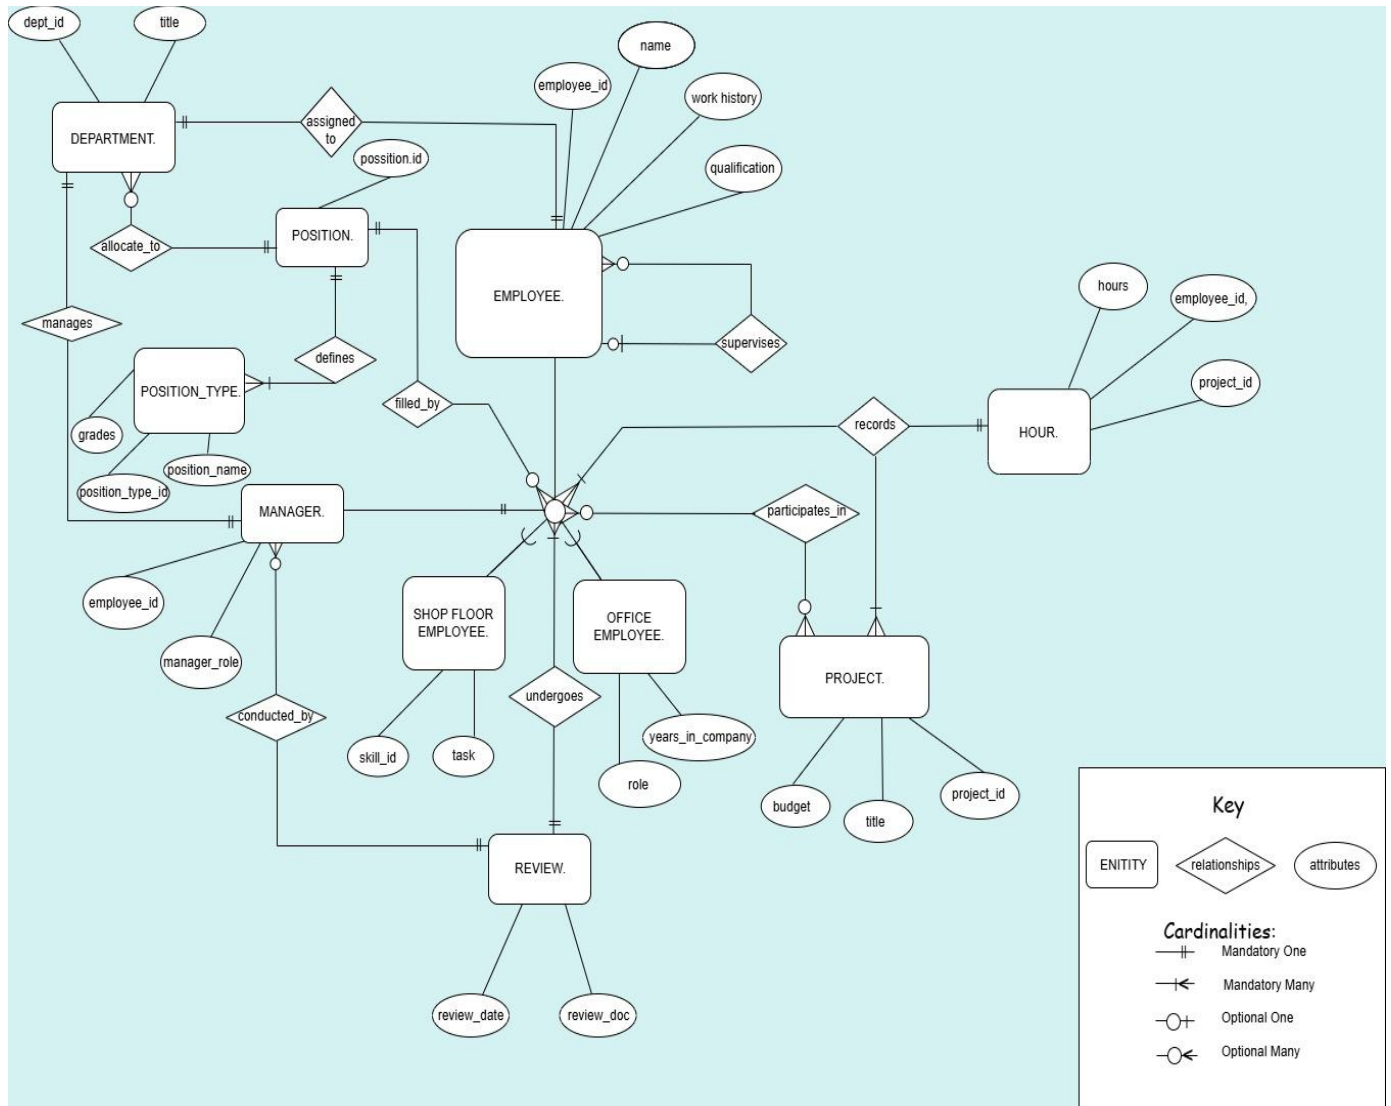 dept_id
title
name
employee_id
work history
DEPARTMENT.
assigned
to
possition.id
qualification
POSITION.
allocate_to
EMPLOYEE.
hours
employee_id,
manages
defines
supervises
POSITION_TYPE.
filled_by
project_id
grades
records
HOUR.
position_name
position_type_id
MANAGER.
participates_in
employee_id
SHOP FLOOR
EMPLOYEE.
OFFICE
EMPLOYEE.
manager_role
PROJECT.
undergoes
conducted_by
skill_id
task
years_in_company
role
budget
title
project_id
REVIEW.
review_date
review_doc
Key
ENITITY
relationships
attributes
Cardinalities:
Mandatory One
Mandatory Many
Optional One
Optional Many